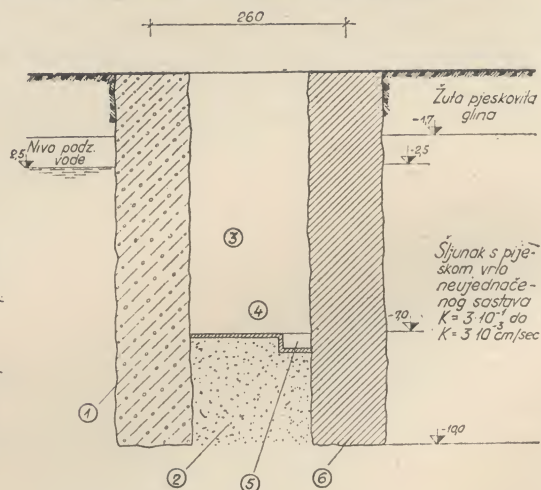 260
Žuta pjeskovita
glina
-1,7
Nivo podz.
vode
2,5
-2,5
3
Šljunak s pije-
skom vrlo
neujednače-
nog sastava
K = 3·10⁻¹ do
K = 3·10⁻³ cm/sec
4
-7,0
1
-10,0
2
5
6